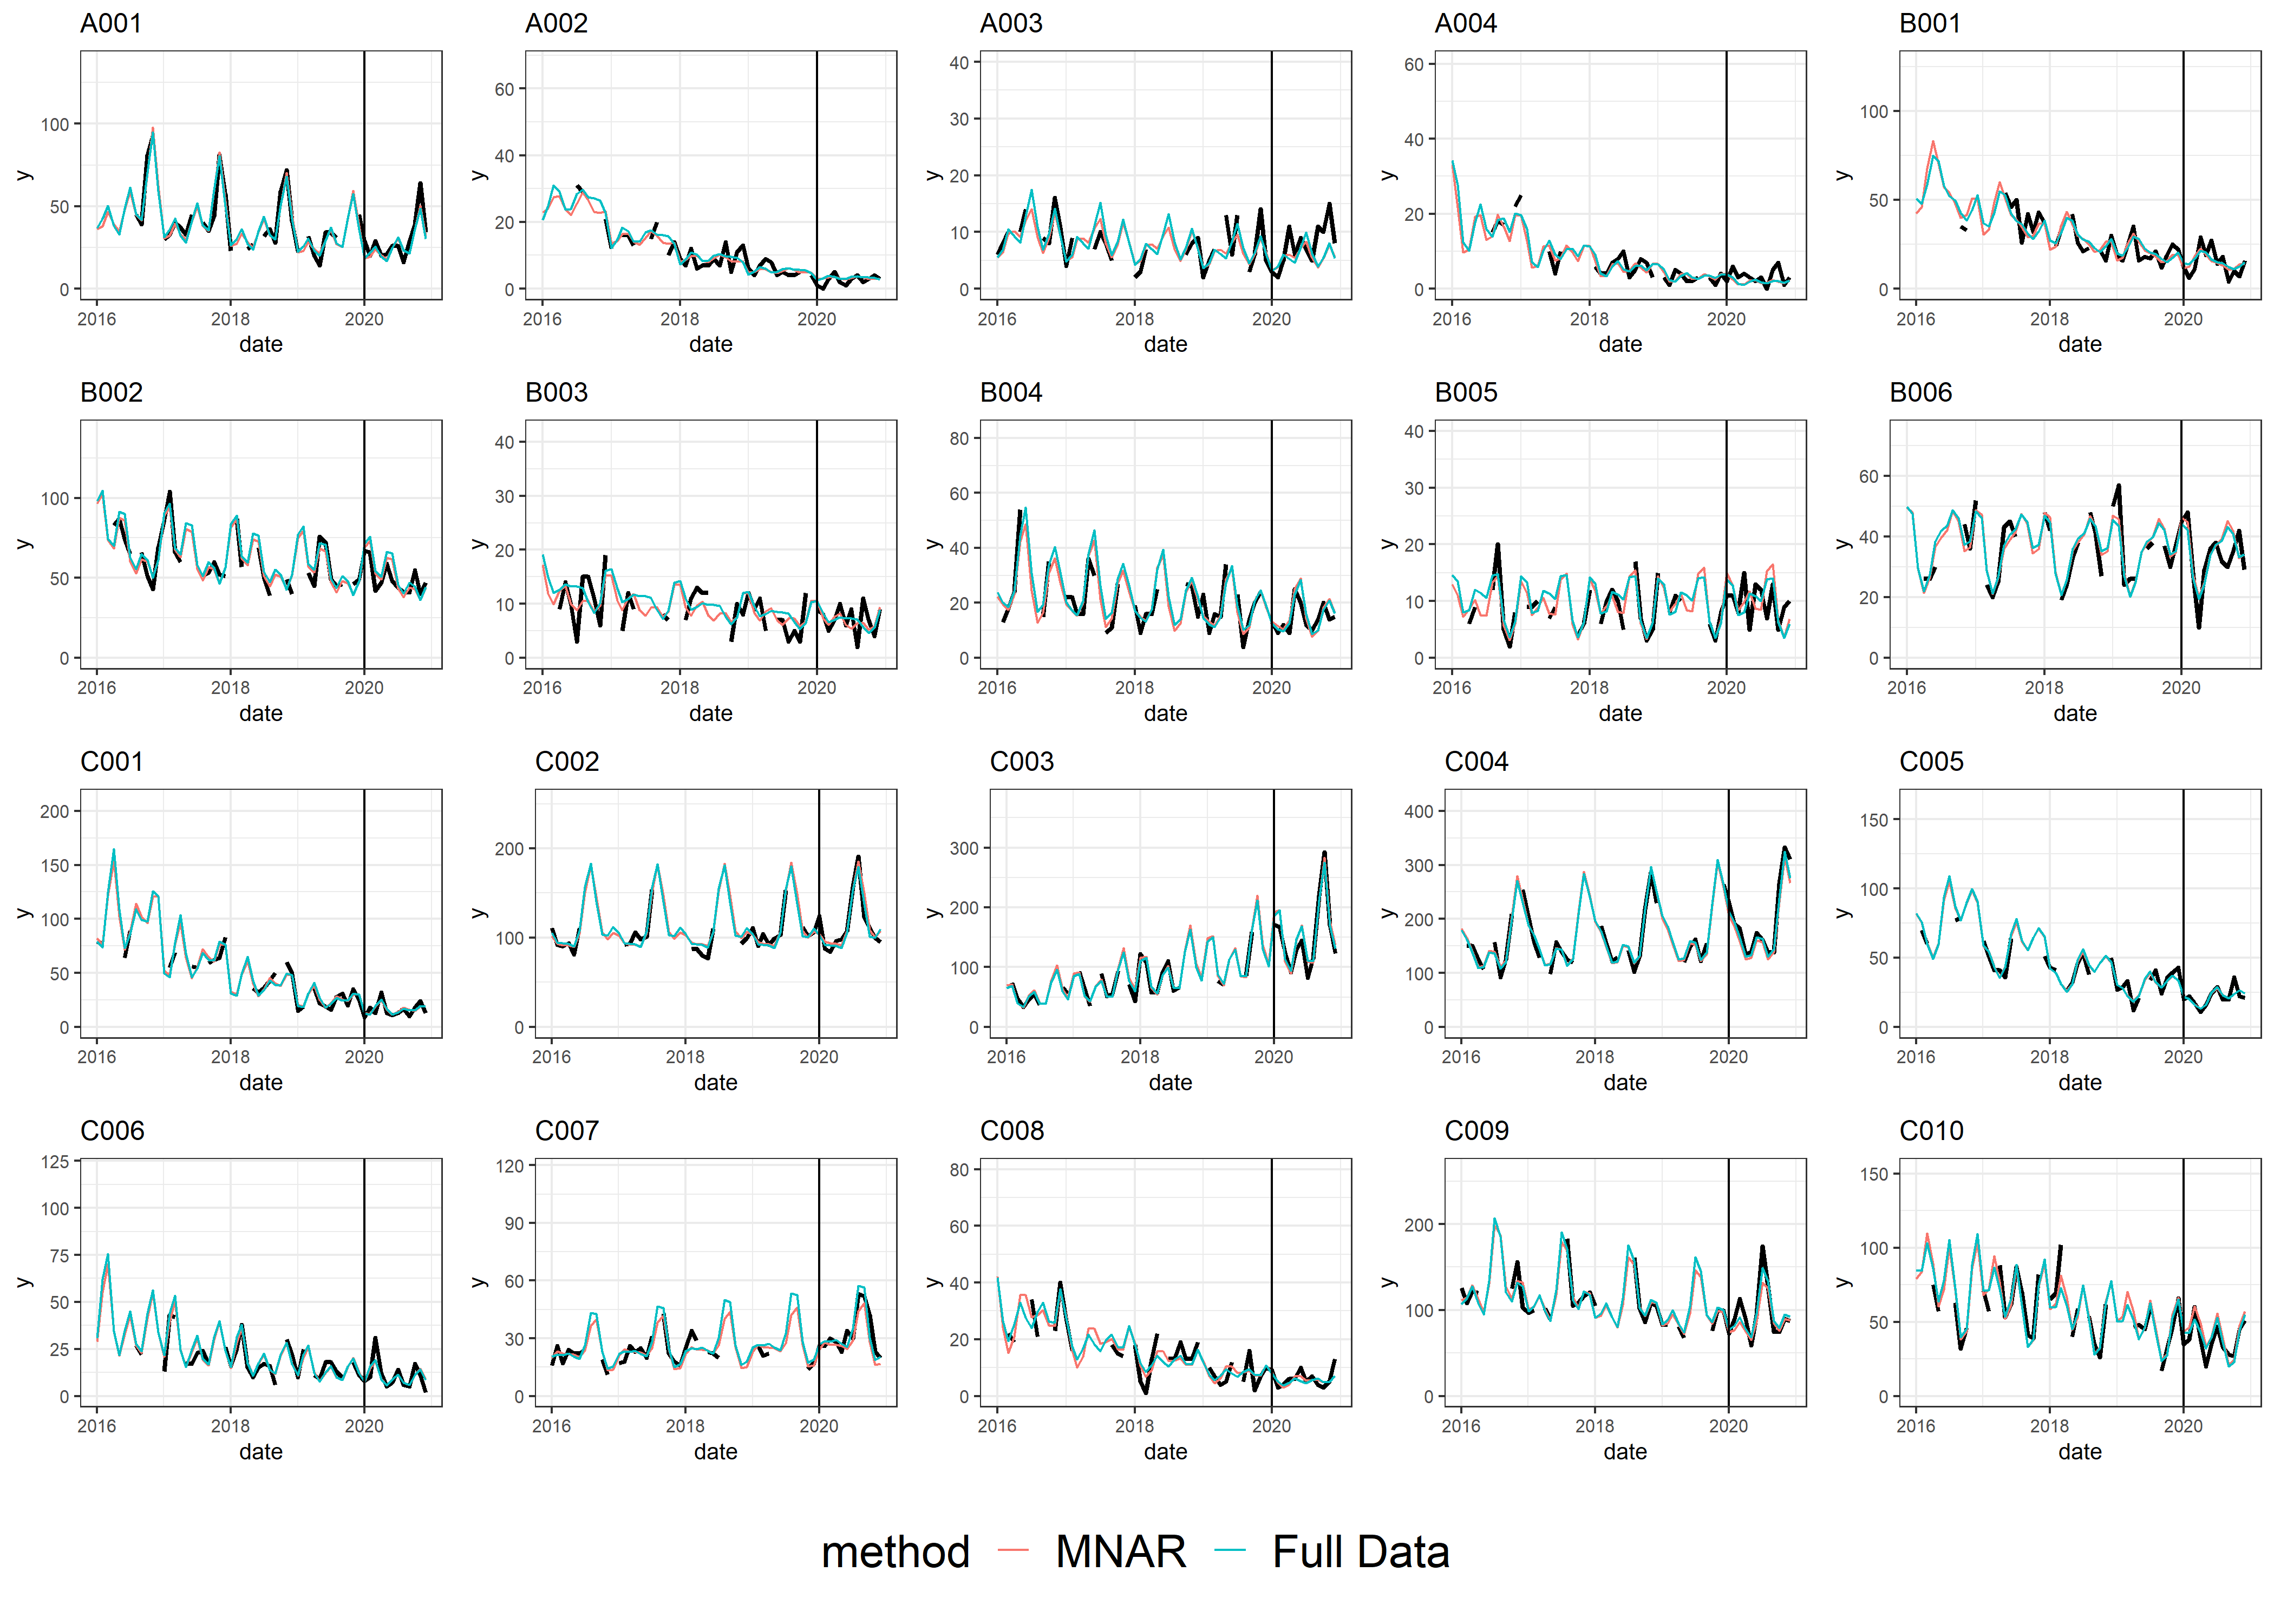 A001 A002 A003 A004 B001
y 0 50 100 y 0 20 40 60 y 0 10 20 30 40 y 0 20 40 60 y 0 50 100
2016 2018 2020 2016 2018 2020 2016 2018 2020 2016 2018 2020 2016 2018 2020
date date date date date
B002 B003 B004 B005 B006
y 0 50 100 y 0 10 20 30 40 y 0 20 40 60 80 y 0 10 20 30 40 y 0 20 40 60
2016 2018 2020 2016 2018 2020 2016 2018 2020 2016 2018 2020 2016 2018 2020
date date date date date
C001 C002 C003 C004 C005
y 0 50 100 150 200 y 0 100 200 y 0 100 200 300 y 0 100 200 300 400 y 0 50 100 150
2016 2018 2020 2016 2018 2020 2016 2018 2020 2016 2018 2020 2016 2018 2020
date date date date date
C006 C007 C008 C009 C010
y 0 25 50 75 100 125 y 0 30 60 90 120 y 0 20 40 60 80 y 0 100 200 y 0 50 100 150
2016 2018 2020 2016 2018 2020 2016 2018 2020 2016 2018 2020 2016 2018 2020
date date date date date
method MNAR Full Data